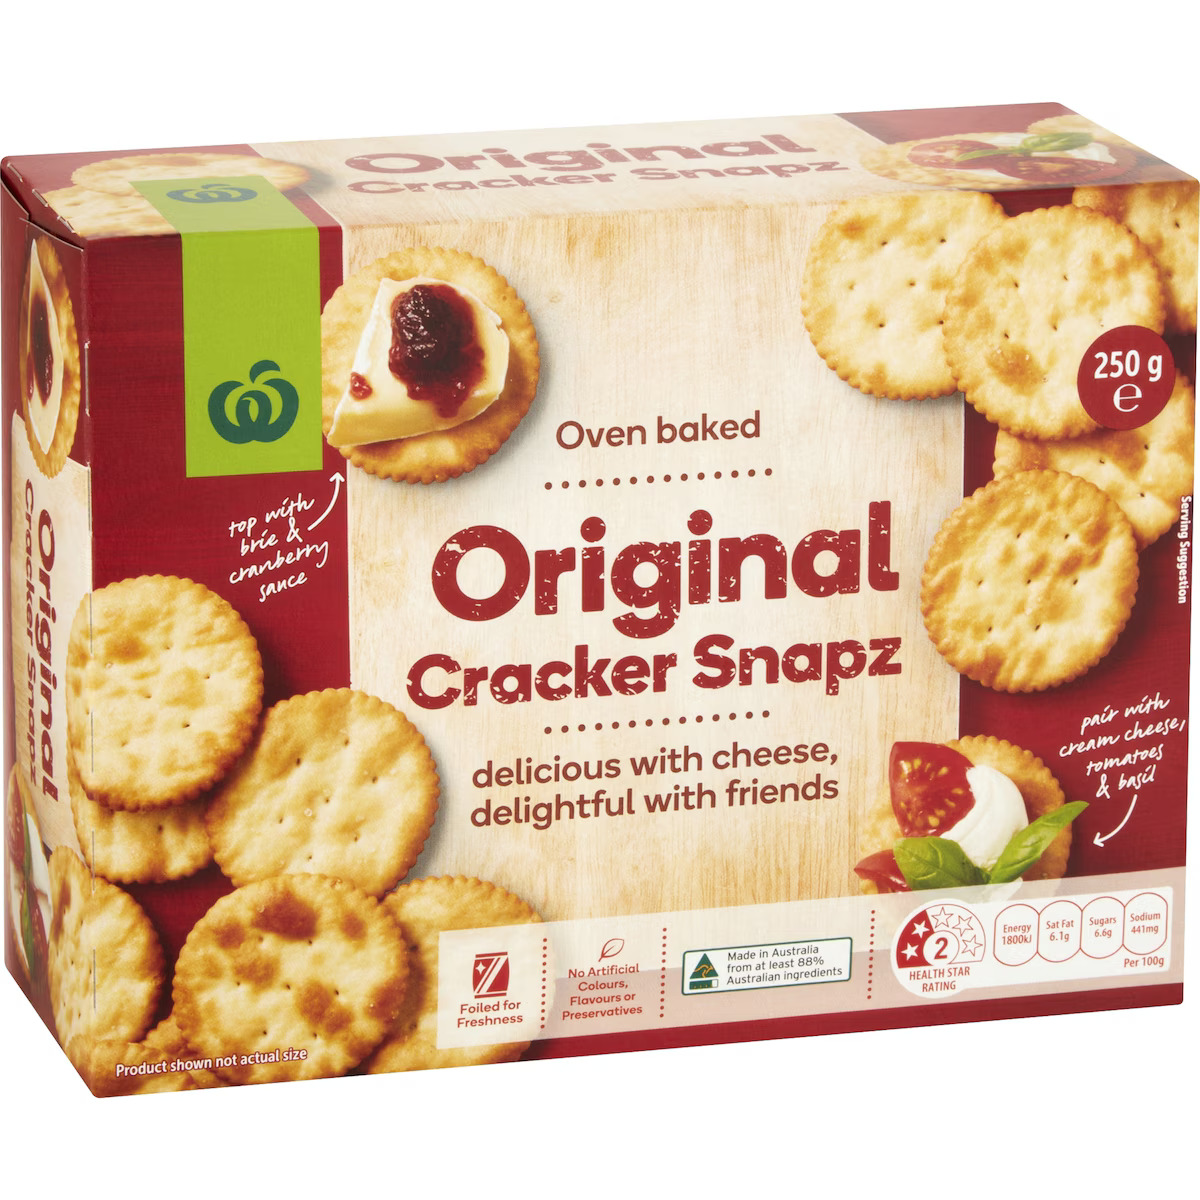 Original
Cracker Snapz
Original
Cracker Snapz
250 g
e
Oven baked
top with
brie &
cranberry
sauce
Original
Cracker Snapz
delicious with cheese,
delightful with friends
Serving Suggestion
pair with
cream cheese,
tomatoes
& basil
Foiled for
Freshness
No Artificial
Colours,
Flavours or
Preservatives
Made in Australia
from at least 88%
Australian ingredients
2
HEALTH STAR
RATING
Energy
1800kJ
Sat Fat
6.1g
Sugars
6.6g
Sodium
441mg
Per 100g
Product shown not actual size